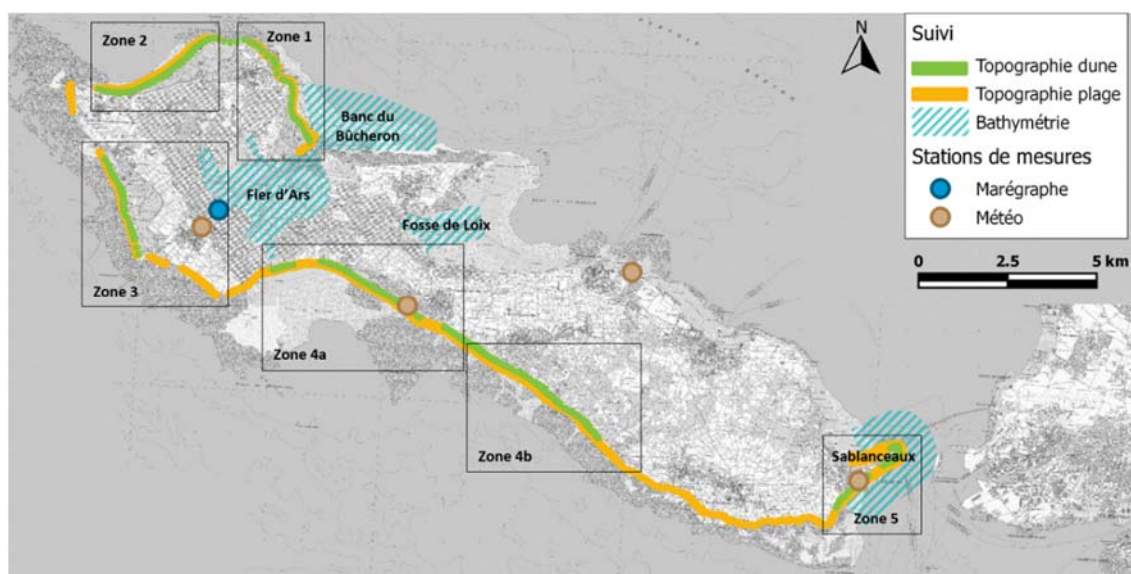 Zone 2
Zone 1
Banc du
Bûcheron
Fier d'Ars
Fosse de Loix
Zone 3
Zone 4a
Zone 4b
Sablanceaux
Zone 5
N
Suivi
Topographie dune
Topographie plage
Bathymétrie
Stations de mesures
Marégraphe
Météo
0 2.5 5 km